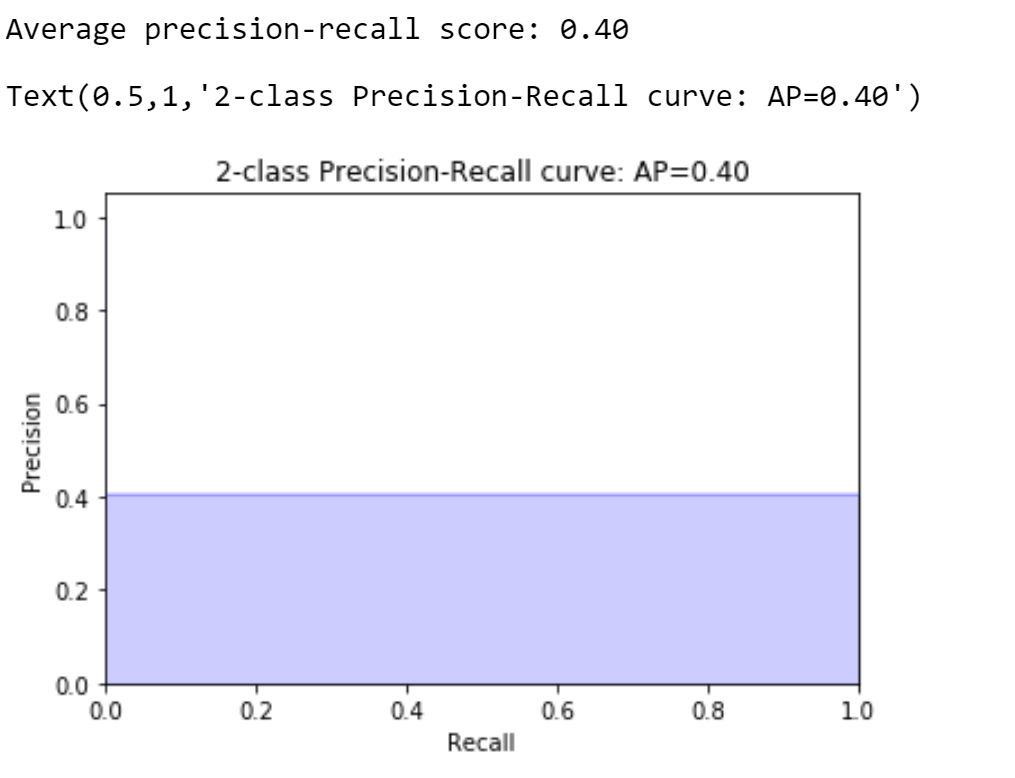 Average precision-recall score: 0.40
Text(0.5,1,'2-class Precision-Recall curve: AP=0.40')
2-class Precision-Recall curve: AP=0.40
1.0
0.8
0.6
0.4
0.2
0.0
Precision
0.0 0.2 0.4 0.6 0.8 1.0
Recall